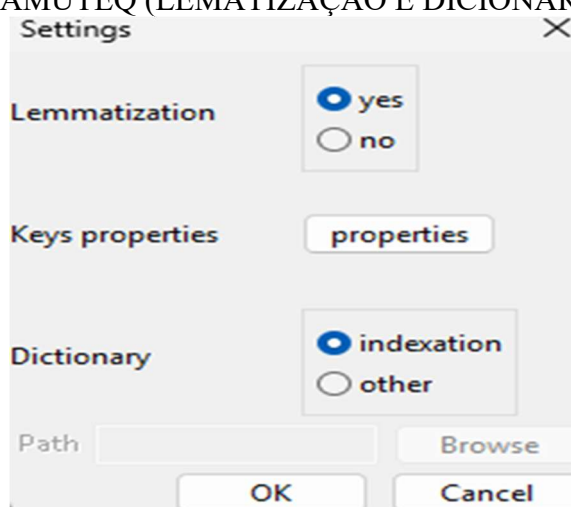 AMUTEQ (LEMATIZAÇÃO E DICIONÁR
Settings
Lemmatization
yes
no
Keys properties
properties
Dictionary
indexation
other
Path
Browse
OK
Cancel